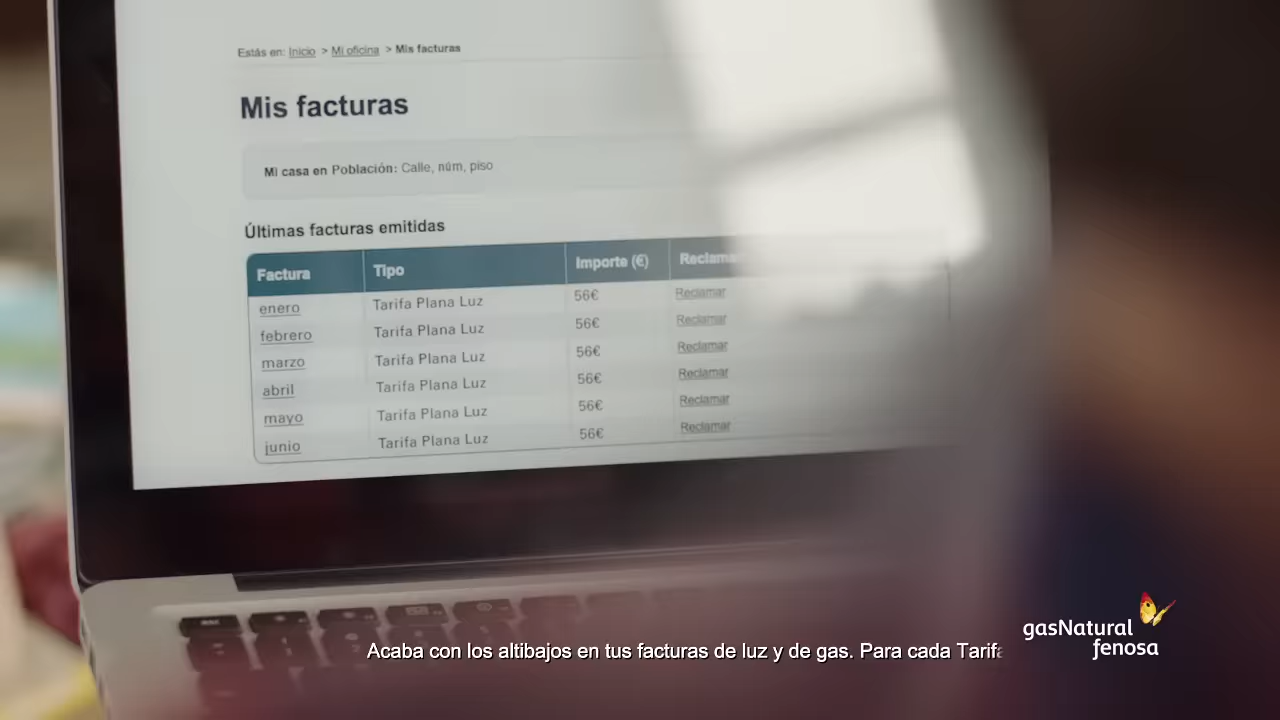 Estás en: Inicio > Mi oficina > Mis facturas
Mis facturas
Mi casa en Población: Calle, núm, piso
Últimas facturas emitidas
Factura Tipo Importe (€)
enero Tarifa Plana Luz 56€ Reclamar
febrero Tarifa Plana Luz 56€ Reclamar
marzo Tarifa Plana Luz 56€ Reclamar
abril Tarifa Plana Luz 56€ Reclamar
mayo Tarifa Plana Luz 56€ Reclamar
junio Tarifa Plana Luz 56€ Reclamar
Acaba con los altibajos en tus facturas de luz y de gas. Para cada
gasNatural
fenosa